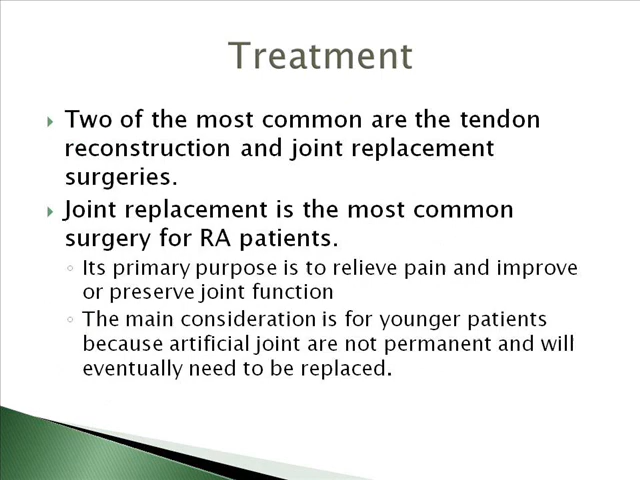 Treatment
Two of the most common are the tendon
reconstruction and joint replacement
surgeries.
Joint replacement is the most common
surgery for RA patients.
Its primary purpose is to relieve pain and improve
or preserve joint function
The main consideration is for younger patients
because artificial joint are not permanent and will
eventually need to be replaced.